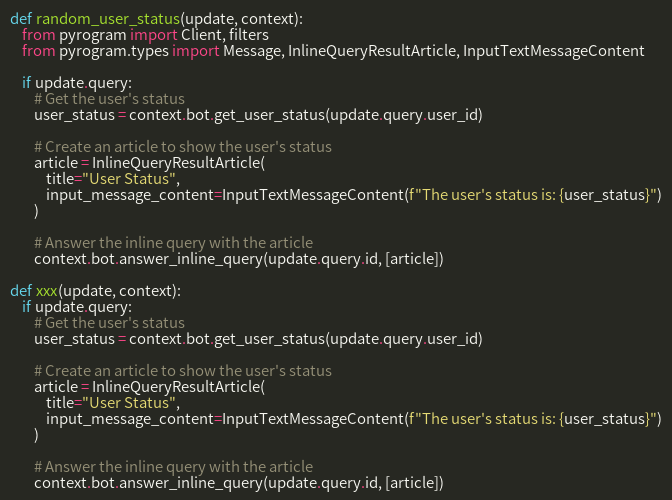 def random_user_status(update, context):
from pyrogram import Client, filters
from pyrogram.types import Message, InlineQueryResultArticle, InputTextMessageContent
if update.query:
# Get the user's status
user_status = context.bot.get_user_status(update.query.user_id)
# Create an article to show the user's status
article = InlineQueryResultArticle(
title="User Status",
input_message_content=InputTextMessageContent(f"The user's status is: {user_status}")
)
# Answer the inline query with the article
context.bot.answer_inline_query(update.query.id, [article])
def xxx(update, context):
if update.query:
# Get the user's status
user_status = context.bot.get_user_status(update.query.user_id)
# Create an article to show the user's status
article = InlineQueryResultArticle(
title="User Status",
input_message_content=InputTextMessageContent(f"The user's status is: {user_status}")
)
# Answer the inline query with the article
context.bot.answer_inline_query(update.query.id, [article])